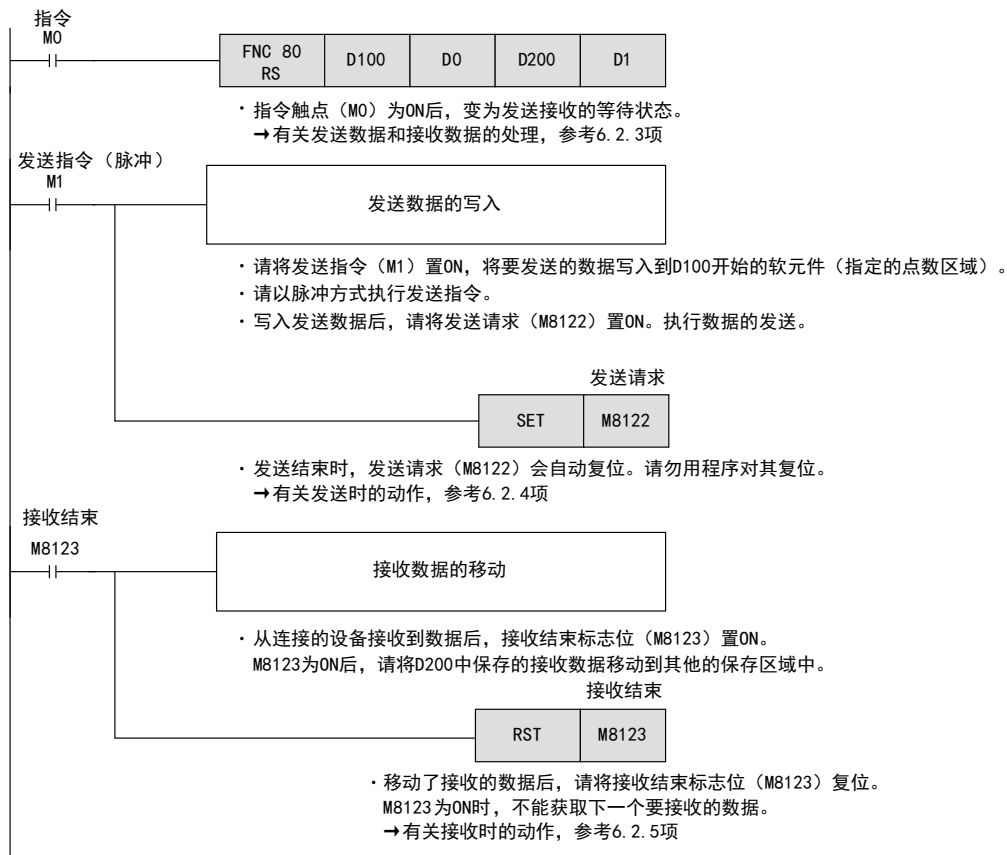 指令
M0
FNC 80
RS
D100
D0
D200
D1
・指令触点（M0）为ON后，变为发送接收的等待状态。
→有关发送数据和接收数据的处理，参考6.2.3项
发送指令（脉冲）
M1
发送数据的写入
・请将发送指令（M1）置ON，将要发送的数据写入到D100开始的软元件（指定的点数区域）。
・请以脉冲方式执行发送指令。
・写入发送数据后，请将发送请求（M8122）置ON。执行数据的发送。
发送请求
SET
M8122
・发送结束时，发送请求（M8122）会自动复位。请勿用程序对其复位。
→有关发送时的动作，参考6.2.4项
接收结束
M8123
接收数据的移动
・从连接的设备接收到数据后，接收结束标志位（M8123）置ON。
M8123为ON后，请将D200中保存的接收数据移动到其他的保存区域中。
接收结束
RST
M8123
・移动了接收的数据后，请将接收结束标志位（M8123）复位。
M8123为ON时，不能获取下一个要接收的数据。
→有关接收时的动作，参考6.2.5项